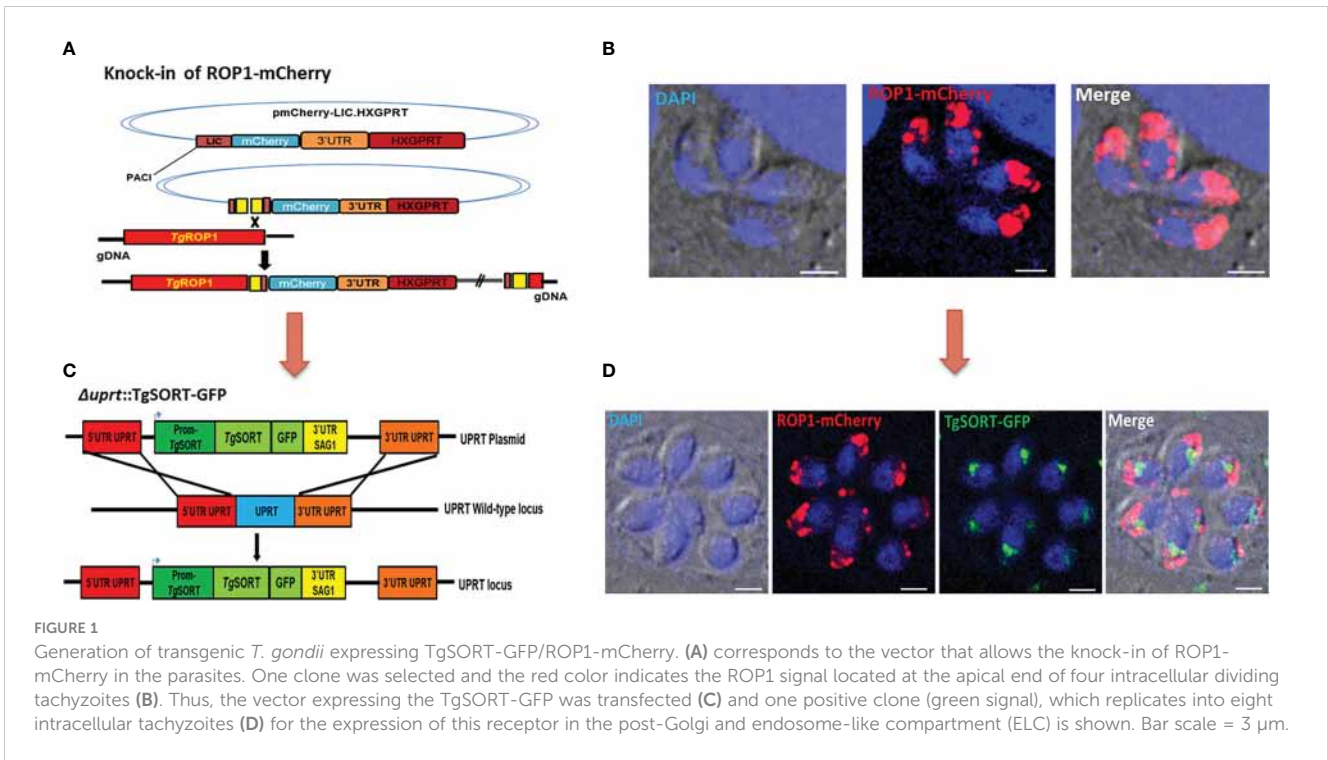 A
Knock-in of ROP1-mCherry
pmCherry-LIC.HXGPRT
LIC mCherry 3'UTR HXGPRT
PACI
mCherry 3'UTR HXGPRT
X
TgROP1
gDNA
TgROP1 mCherry 3'UTR HXGPRT //
gDNA
B
DAPI ROP1-mCherry Merge
C
Δuprt::TgSORT-GFP
5'UTR UPRT Prom-TgSORT TgSORT GFP 3'UTR SAG1 3'UTR UPRT UPRT Plasmid
5'UTR UPRT UPRT 3'UTR UPRT UPRT Wild-type locus
5'UTR UPRT Prom-TgSORT TgSORT GFP 3'UTR SAG1 3'UTR UPRT UPRT locus
D
DAPI ROP1-mCherry TgSORT-GFP Merge
FIGURE 1
Generation of transgenic T. gondii expressing TgSORT-GFP/ROP1-mCherry. (A) corresponds to the vector that allows the knock-in of ROP1-
mCherry in the parasites. One clone was selected and the red color indicates the ROP1 signal located at the apical end of four intracellular dividing
tachyzoites (B). Thus, the vector expressing the TgSORT-GFP was transfected (C) and one positive clone (green signal), which replicates into eight
intracellular tachyzoites (D) for the expression of this receptor in the post-Golgi and endosome-like compartment (ELC) is shown. Bar scale = 3 μm.